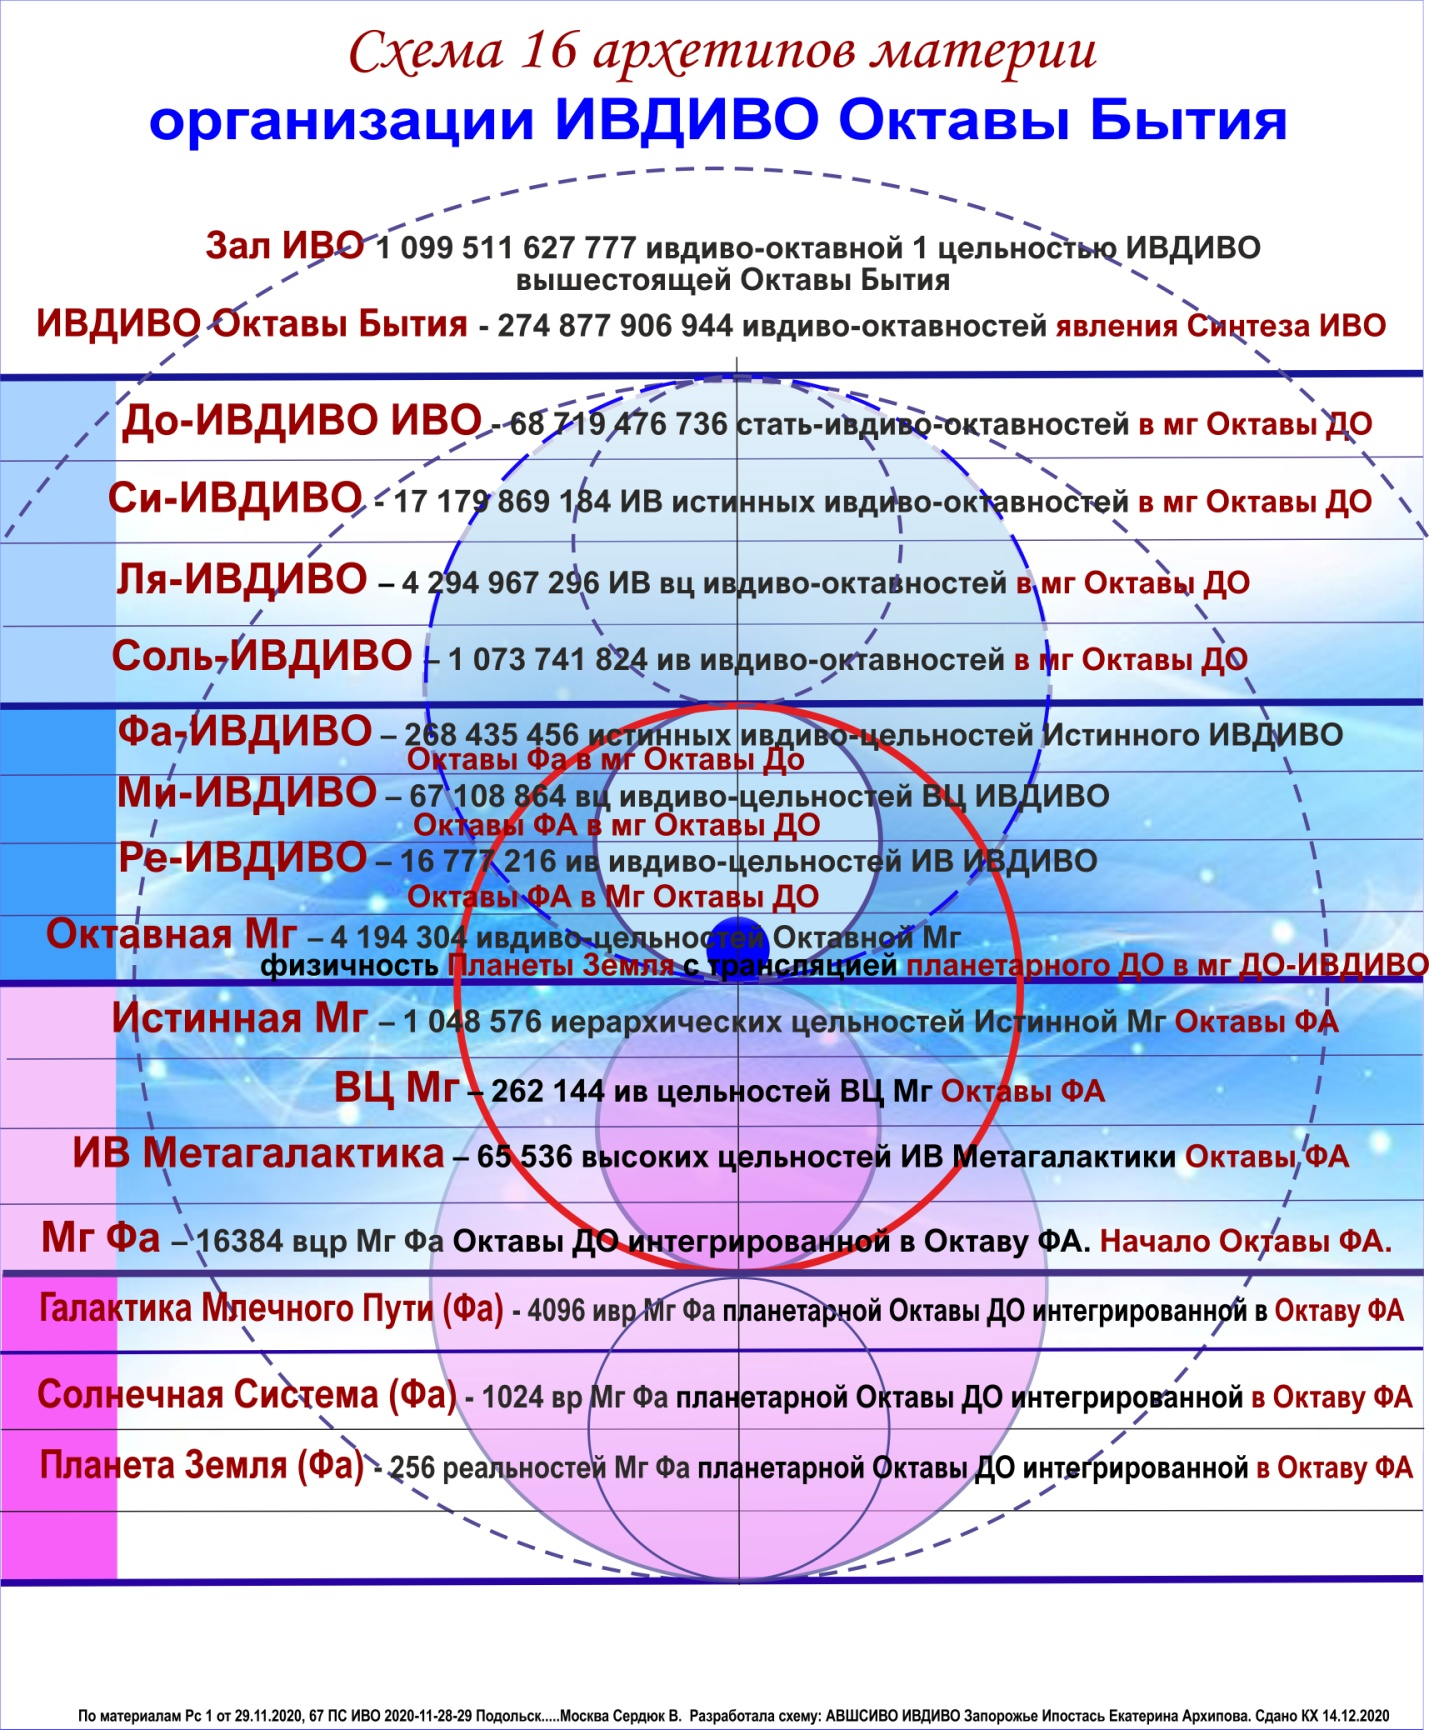 Схема 16 архетипов материи
организации ИВДИВО Октавы Бытия
Зал ИВО 1 099 511 627 777 ивдиво-октавной 1 цельностью ИВДИВО
вышестоящей Октавы Бытия
ИВДИВО Октавы Бытия - 274 877 906 944 ивдиво-октавностей явления Синтеза ИВО
До-ИВДИВО ИВО - 68 719 476 736 стать-ивдиво-октавностей в мг Октавы ДО
Си-ИВДИВО - 17 179 869 184 ИВ истинных ивдиво-октавностей в мг Октавы ДО
Ля-ИВДИВО – 4 294 967 296 ИВ вц ивдиво-октавностей в мг Октавы ДО
Соль-ИВДИВО – 1 073 741 824 ив ивдиво-октавностей в мг Октавы ДО
Фа-ИВДИВО – 268 435 456 истинных ивдиво-цельностей Истинного ИВДИВО
Октавы Фа в мг Октавы До
Ми-ИВДИВО – 67 108 864 вц ивдиво-цельностей ВЦ ИВДИВО
Октавы ФА в мг Октавы ДО
Ре-ИВДИВО – 16 777 216 ив ивдиво-цельностей ИВ ИВДИВО
Октавы ФА в Мг Октавы ДО
Октавная Мг – 4 194 304 ивдиво-цельностей Октавной Мг
физичность Планеты Земля с трансляцией планетарного ДО в мг ДО-ИВДИВО
Истинная Мг – 1 048 576 иерархических цельностей Истинной Мг Октавы ФА
ВЦ Мг – 262 144 ив цельностей ВЦ Мг Октавы ФА
ИВ Метагалактика – 65 536 высоких цельностей ИВ Метагалактики Октавы ФА
Мг Фа – 16384 вцр Мг Фа Октавы ДО интегрированной в Октаву ФА. Начало Октавы ФА.
Галактика Млечного Пути (Фа) - 4096 ивр Мг Фа планетарной Октавы ДО интегрированной в Октаву ФА
Солнечная Система (Фа) - 1024 вр Мг Фа планетарной Октавы ДО интегрированной в Октаву ФА
Планета Земля (Фа) - 256 реальностей Мг Фа планетарной Октавы ДО интегрированной в Октаву ФА
По материалам Рс 1 от 29.11.2020, 67 ПС ИВО 2020-11-28-29 Подольск.....Москва Сердюк В. Разработала схему: АВШСИВО ИВДИВО Запорожье Ипостась Екатерина Архипова. Сдано КХ 14.12.2020